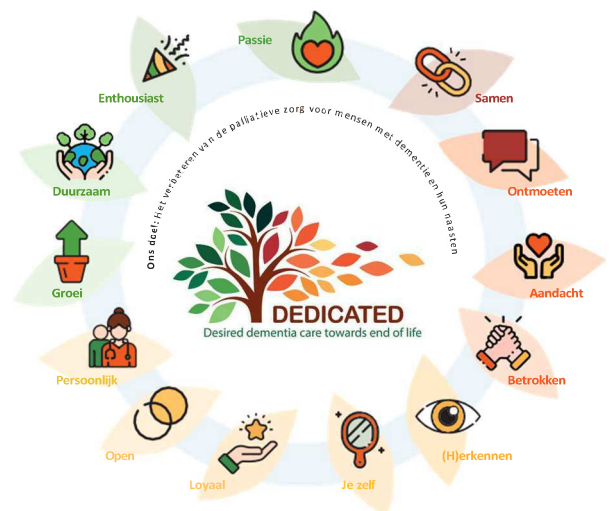 Passie
Samen
Ontmoeten
Aandacht
Betrokken
(H)erkennen
Je zelf
Loyaal
Open
Persoonlijk
Groei
Duurzaam
Enthousiast
Ons doel: Het verbeteren van de palliatieve zorg voor mensen met dementie en hun naasten
DEDICATED
Desired dementia care towards end of life